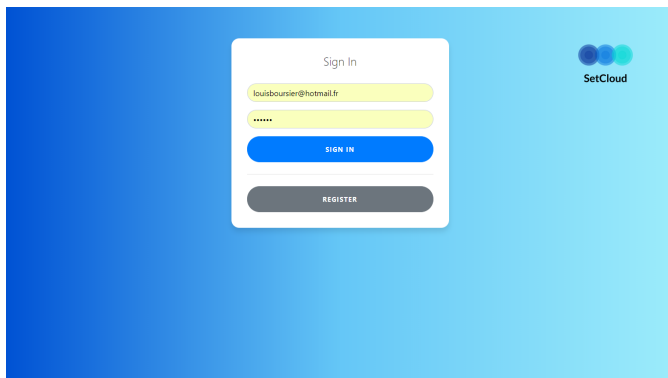 Sign In
louisboursier@hotmail.fr
••••••
SIGN IN
REGISTER
SetCloud